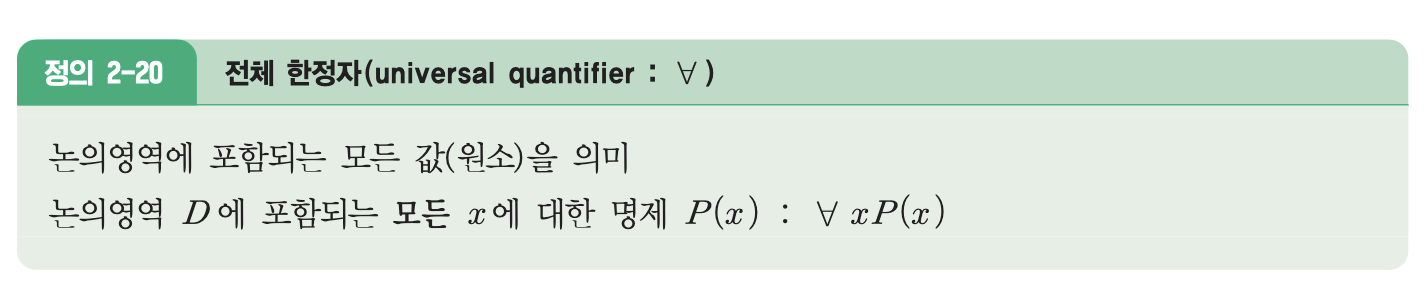 정의 2-20 전체 한정자(universal quantifier : ∀)
논의영역에 포함되는 모든 값(원소)을 의미
논의영역 D에 포함되는 모든 x에 대한 명제 P(x) : ∀xP(x)